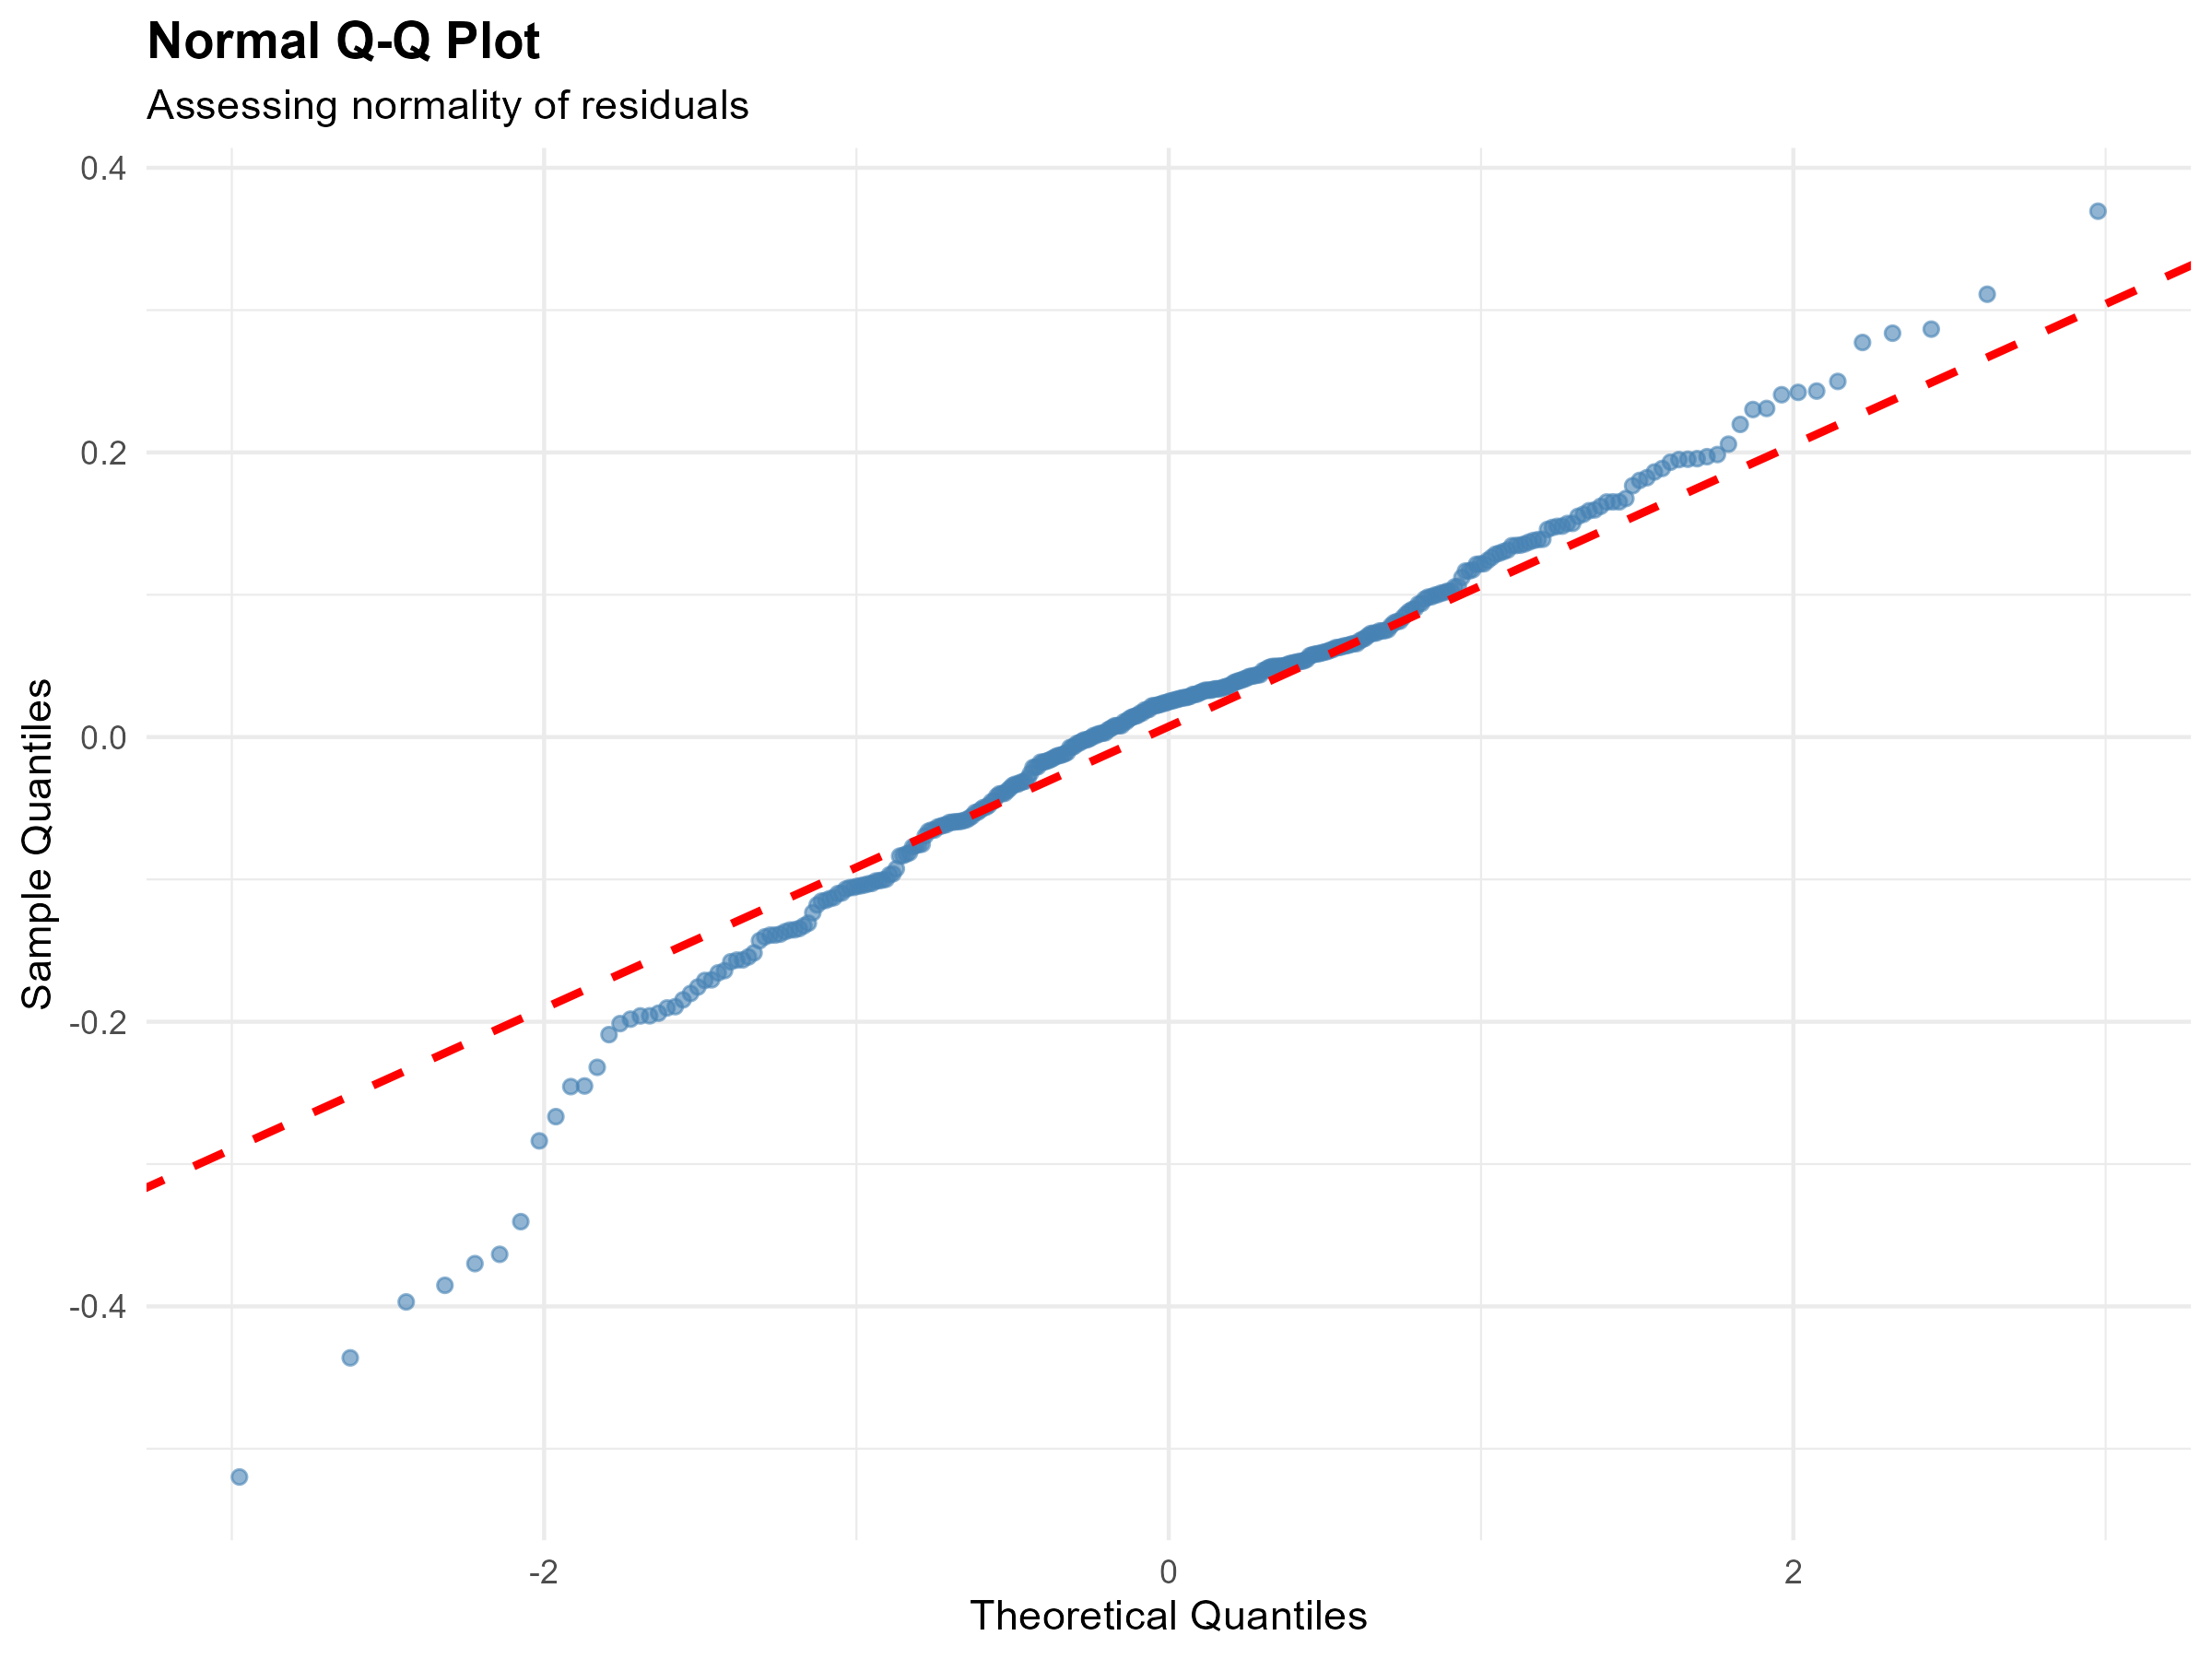 Normal Q-Q Plot
Assessing normality of residuals
0.4
0.2
0.0
-0.2
-0.4
Sample Quantiles
-2
0
2
Theoretical Quantiles